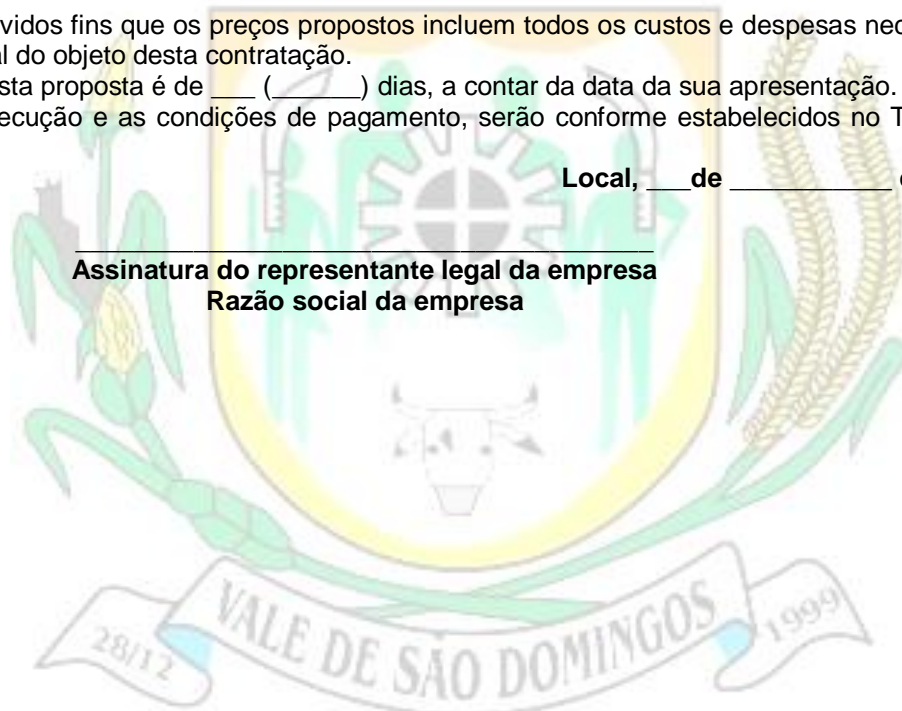 vidos fins que os preços propostos incluem todos os custos e despesas nec
al do objeto desta contratação.
sta proposta é de ___ (______) dias, a contar da data da sua apresentação.
ecução e as condições de pagamento, serão conforme estabelecidos no T
Local, ___de ___________
_______________________________________
Assinatura do representante legal da empresa
Razão social da empresa
28/12 VALE DE SÃO DOMINGOS 1999